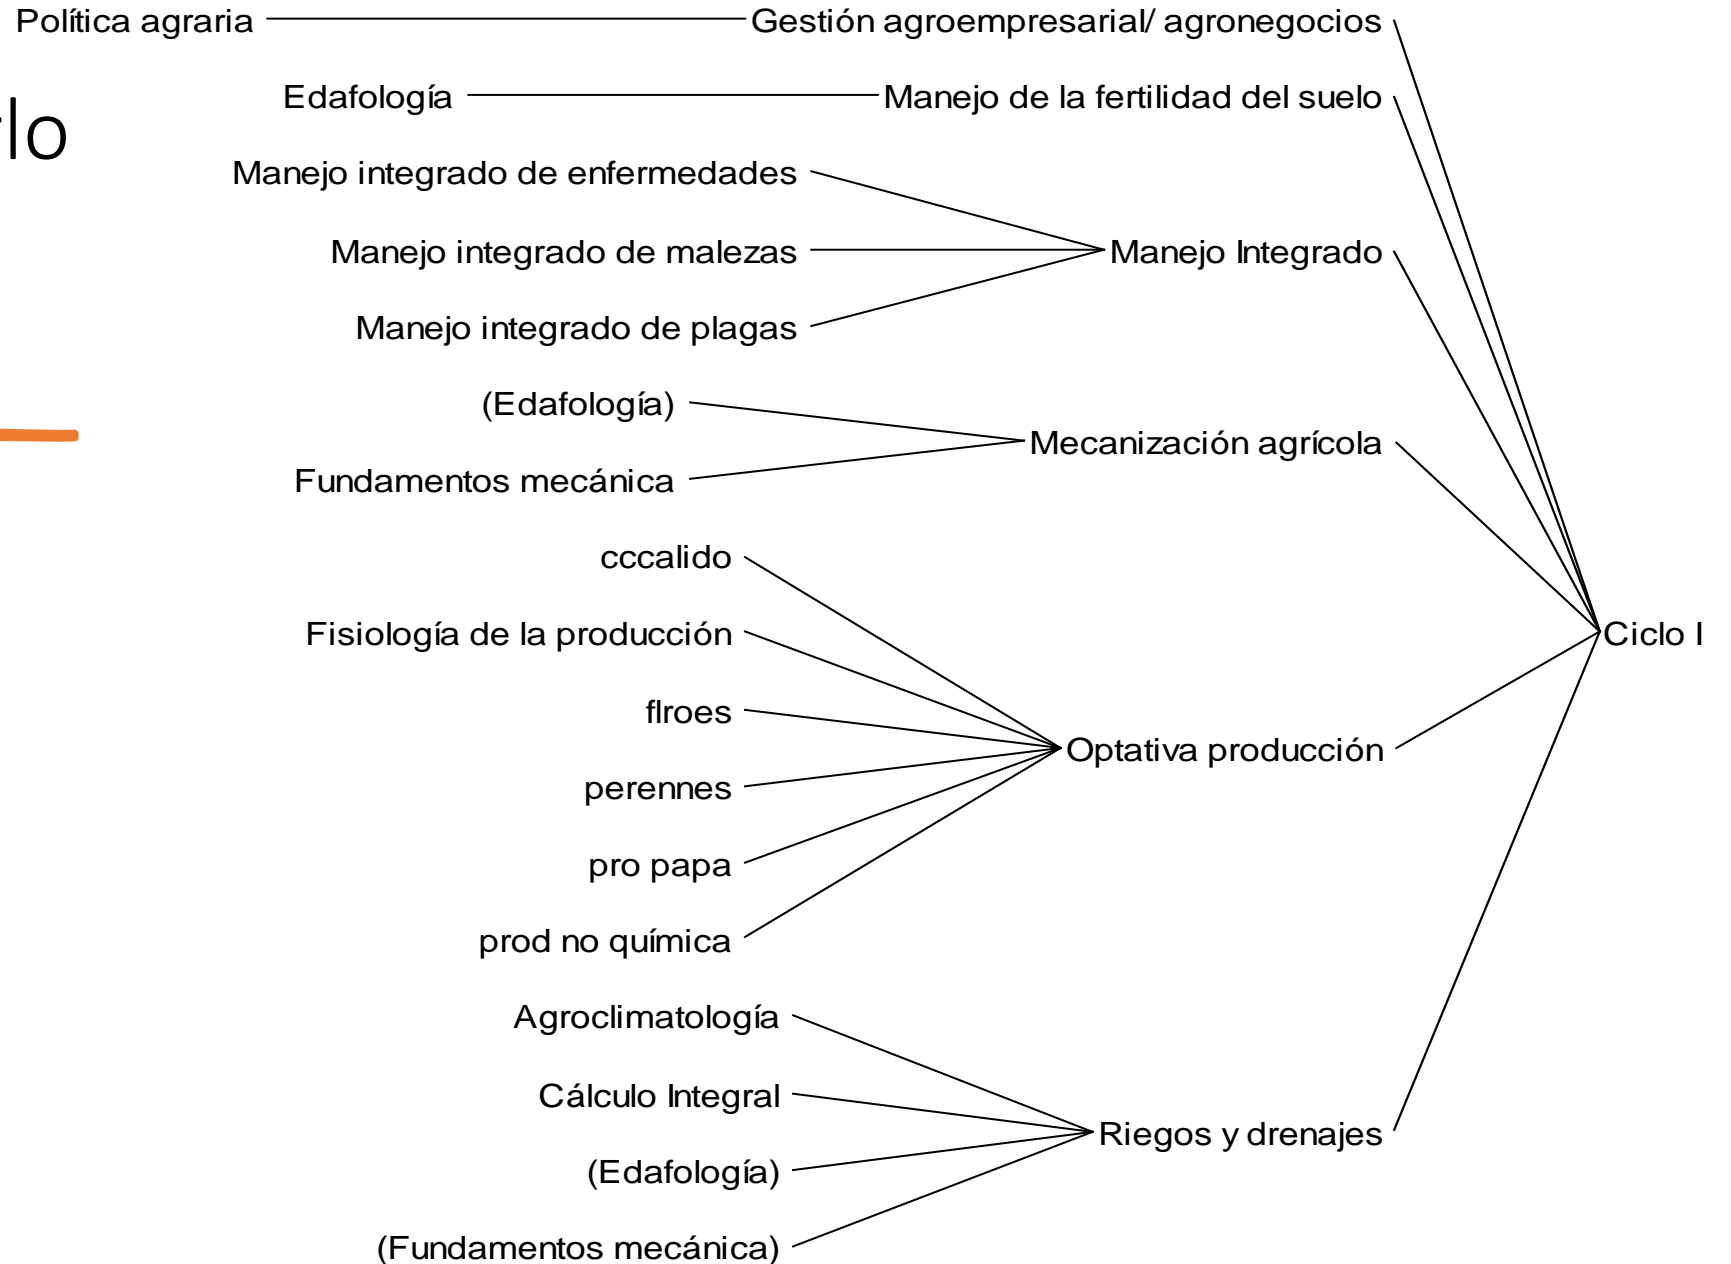 Política agraria
Gestión agroempresarial/ agronegocios
Edafología
Manejo de la fertilidad del suelo
Manejo integrado de enfermedades
Manejo integrado de malezas
Manejo Integrado
Manejo integrado de plagas
(Edafología)
Mecanización agrícola
Fundamentos mecánica
cccalido
Fisiología de la producción
Ciclo I
flroes
Optativa producción
perennes
pro papa
prod no química
Agroclimatología
Cálculo Integral
Riegos y drenajes
(Edafología)
(Fundamentos mecánica)